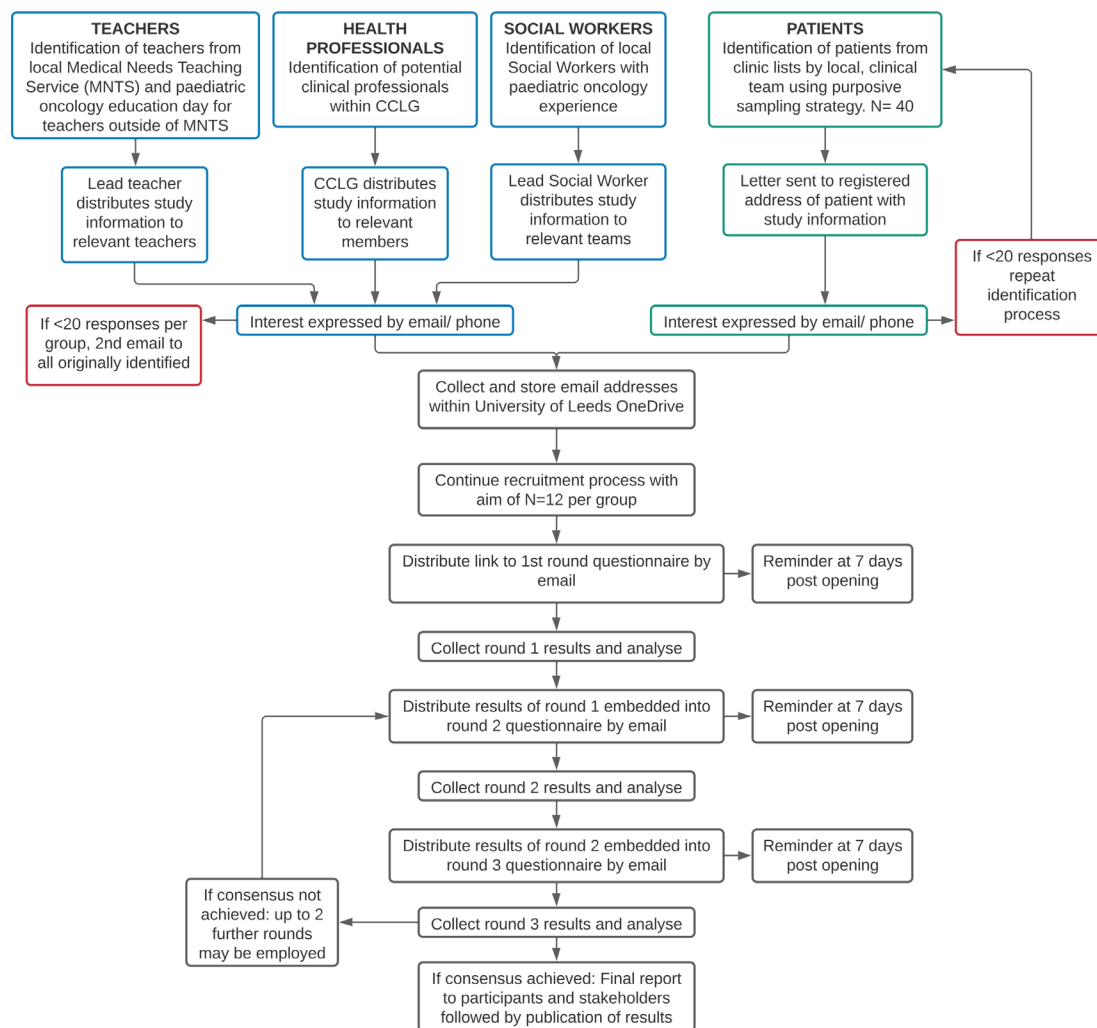 TEACHERS
Identification of teachers from
local Medical Needs Teaching
Service (MNTS) and paediatric
oncology education day for
teachers outside of MNTS
HEALTH
PROFESSIONALS
Identification of potential
clinical professionals
within CCLG
SOCIAL WORKERS
Identification of local
Social Workers with
paediatric oncology
experience
PATIENTS
Identification of patients from
clinic lists by local, clinical
team using purposive
sampling strategy. N= 40
Lead teacher
distributes study
information to
relevant teachers
CCLG distributes
study information
to relevant
members
Lead Social Worker
distributes study
information to
relevant teams
Letter sent to registered
address of patient with
study information
If <20 responses
repeat
identification
process
If <20 responses per
group, 2nd email to
all originally identified
Interest expressed by email/ phone
Interest expressed by email/ phone
Collect and store email addresses
within University of Leeds OneDrive
Continue recruitment process with
aim of N=12 per group
Distribute link to 1st round questionnaire by
email
Reminder at 7 days
post opening
Collect round 1 results and analyse
Distribute results of round 1 embedded into
round 2 questionnaire by email
Reminder at 7 days
post opening
Collect round 2 results and analyse
Distribute results of round 2 embedded into
round 3 questionnaire by email
Reminder at 7 days
post opening
If consensus not
achieved: up to 2
further rounds
may be employed
Collect round 3 results and analyse
If consensus achieved: Final report
to participants and stakeholders
followed by publication of results